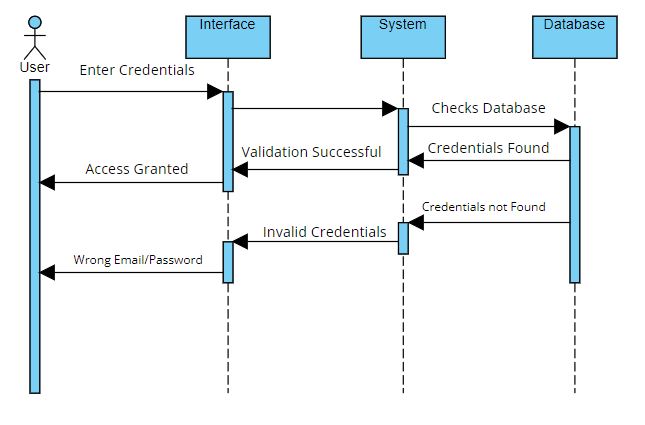 Interface
System
Database
User
Enter Credentials
Checks Database
Validation Successful
Credentials Found
Access Granted
Credentials not Found
Invalid Credentials
Wrong Email/Password